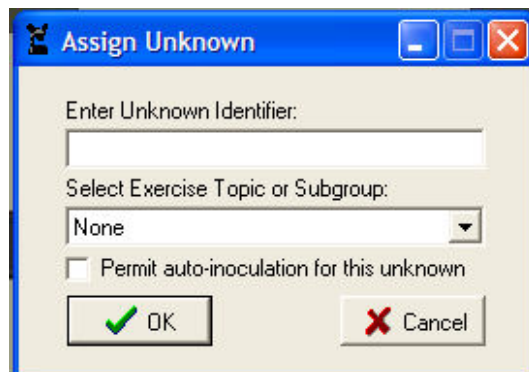 Assign Unknown
Enter Unknown Identifier:
Select Exercise Topic or Subgroup:
None
Permit auto-inoculation for this unknown
OK
Cancel